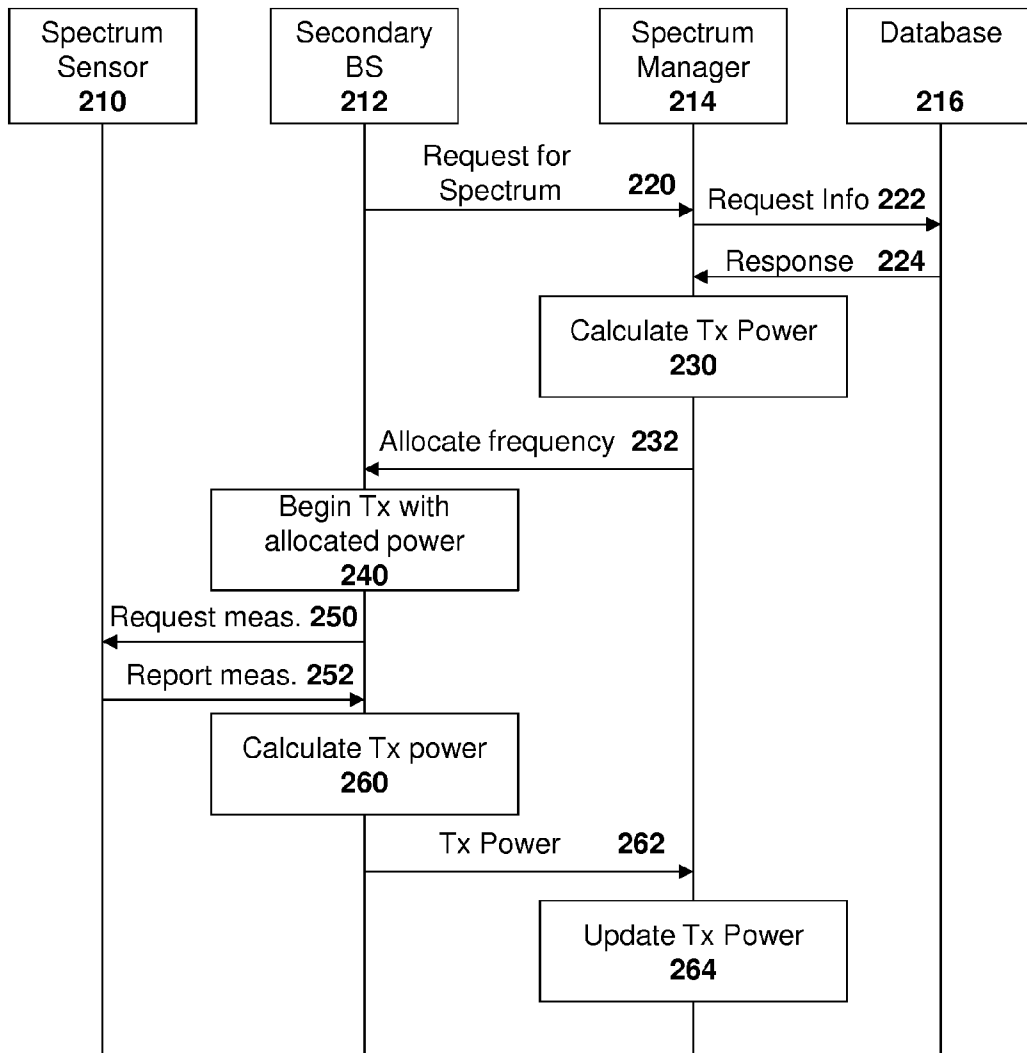 Spectrum
Sensor
210
Secondary
BS
212
Spectrum
Manager
214
Database
216
Request for
Spectrum
220
Request Info 222
Response 224
Calculate Tx Power
230
Allocate frequency 232
Begin Tx with
allocated power
240
Request meas. 250
Report meas. 252
Calculate Tx power
260
Tx Power 262
Update Tx Power
264